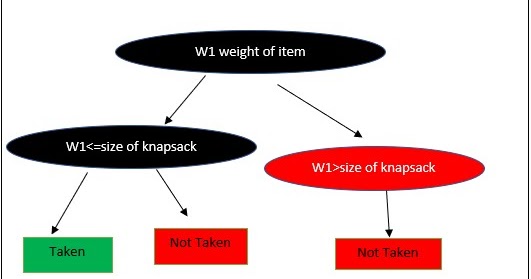 W1 weight of item
W1<=size of knapsack
W1>size of knapsack
Taken
Not Taken
Not Taken